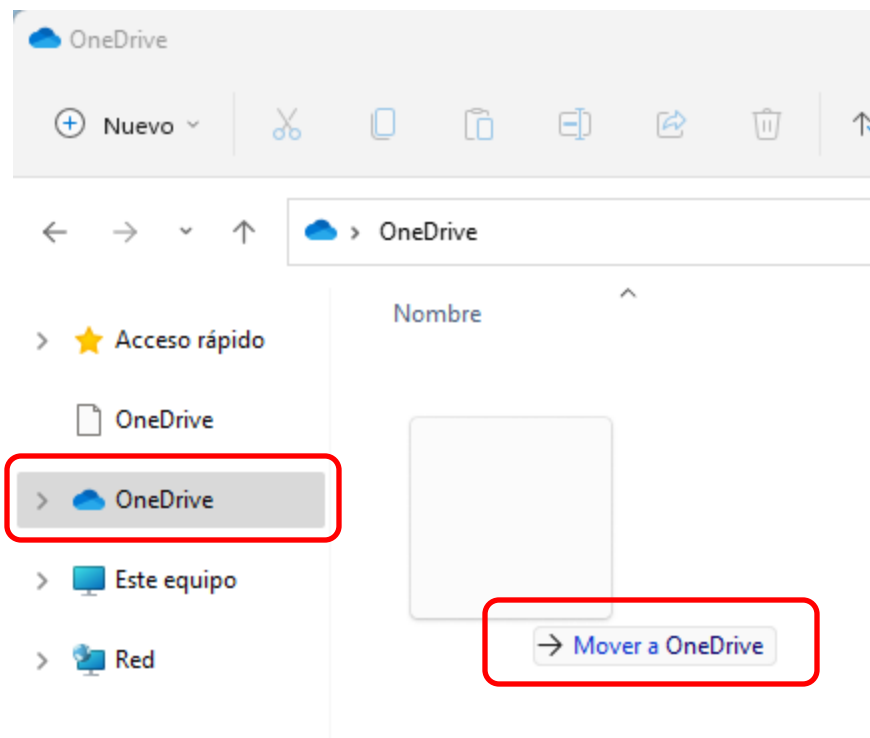 OneDrive
Nuevo
OneDrive
Nombre
Acceso rápido
OneDrive
OneDrive
Este equipo
Mover a OneDrive
Red